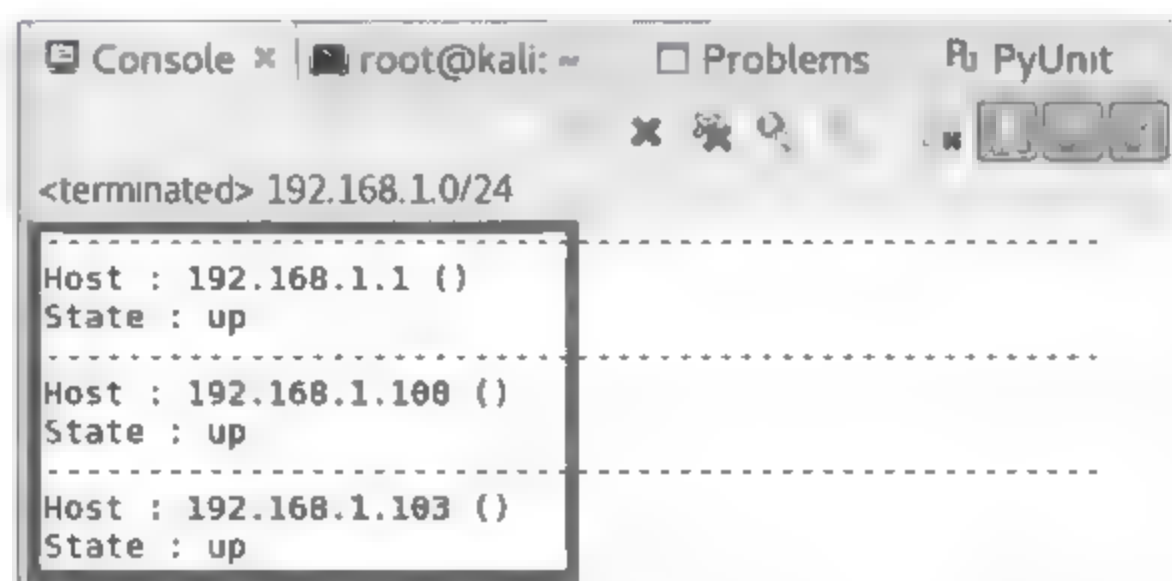 Console root@kali: ~ Problems PyUnit
<terminated> 192.168.1.0/24
------------------------------------------------------------
Host : 192.168.1.1 ()
State : up
------------------------------------------------------------
Host : 192.168.1.100 ()
State : up
------------------------------------------------------------
Host : 192.168.1.103 ()
State : up